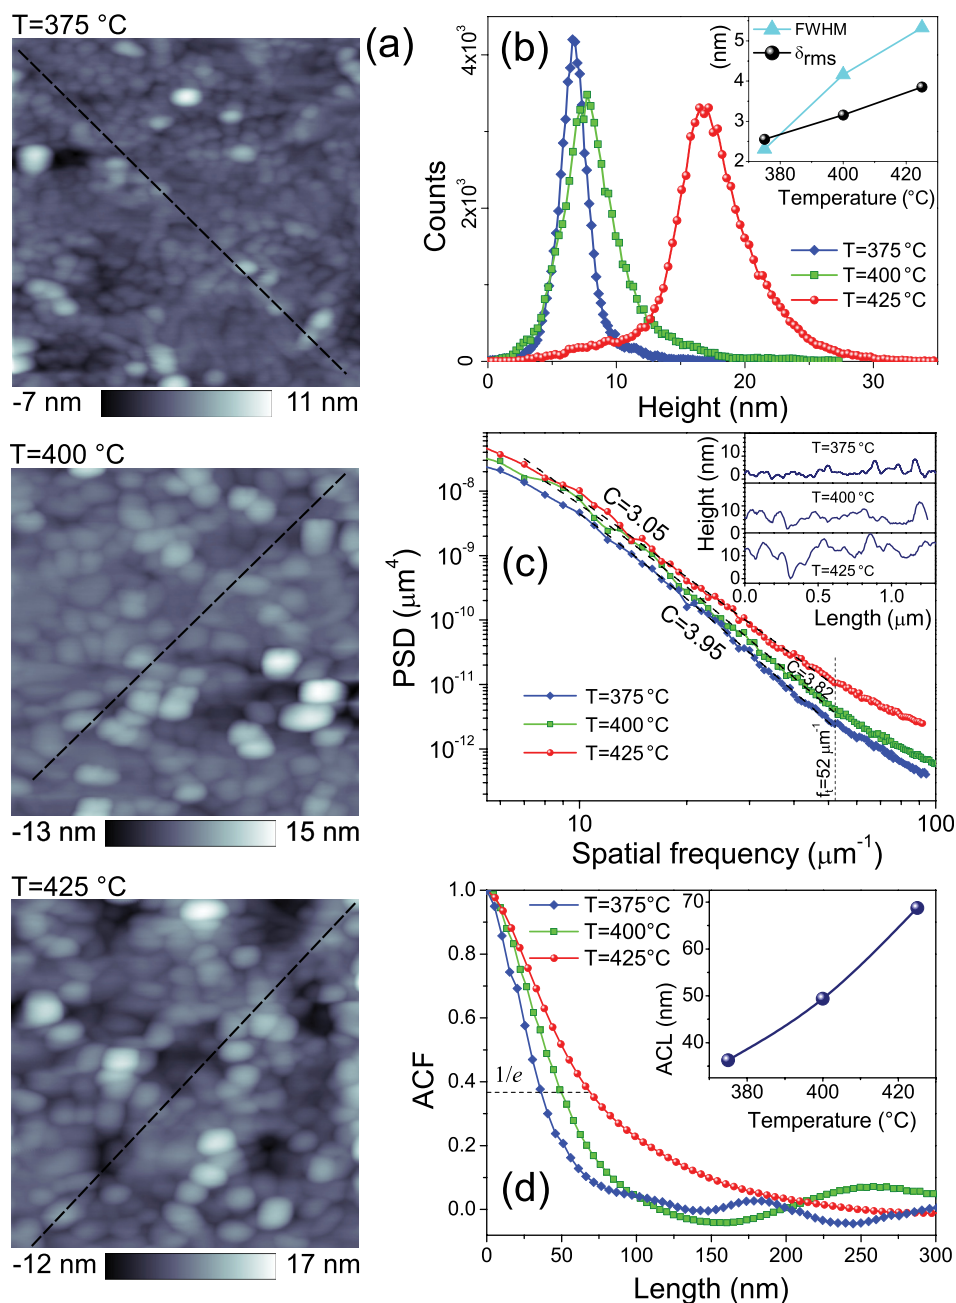 T=375 °C
(a)
-7 nm 11 nm
T=400 °C
-13 nm 15 nm
T=425 °C
-12 nm 17 nm
(b)
4x10³
2x10³
0
Counts
0 10 20 30
Height (nm)
T=375°C
T=400°C
T=425°C
(nm)
5
4
3
2
FWHM
δrms
380 400 420
Temperature (°C)
(c)
10⁻⁸
10⁻⁹
10⁻¹⁰
10⁻¹¹
10⁻¹²
PSD (μm⁴)
C=3.05
C=3.95
C=3.82
fₜ=52 μm⁻¹
T=375°C
T=400°C
T=425°C
10 100
Spatial frequency (μm⁻¹)
Height (nm)
10
0
T=375°C
10
0
T=400°C
10
0
T=425°C
0.0 0.5 1.0
Length (μm)
(d)
1.0
0.8
0.6
0.4
0.2
0.0
ACF
1/e
T=375°C
T=400°C
T=425°C
0 50 100 150 200 250 300
Length (nm)
70
60
50
40
ACL (nm)
380 400 420
Temperature (°C)